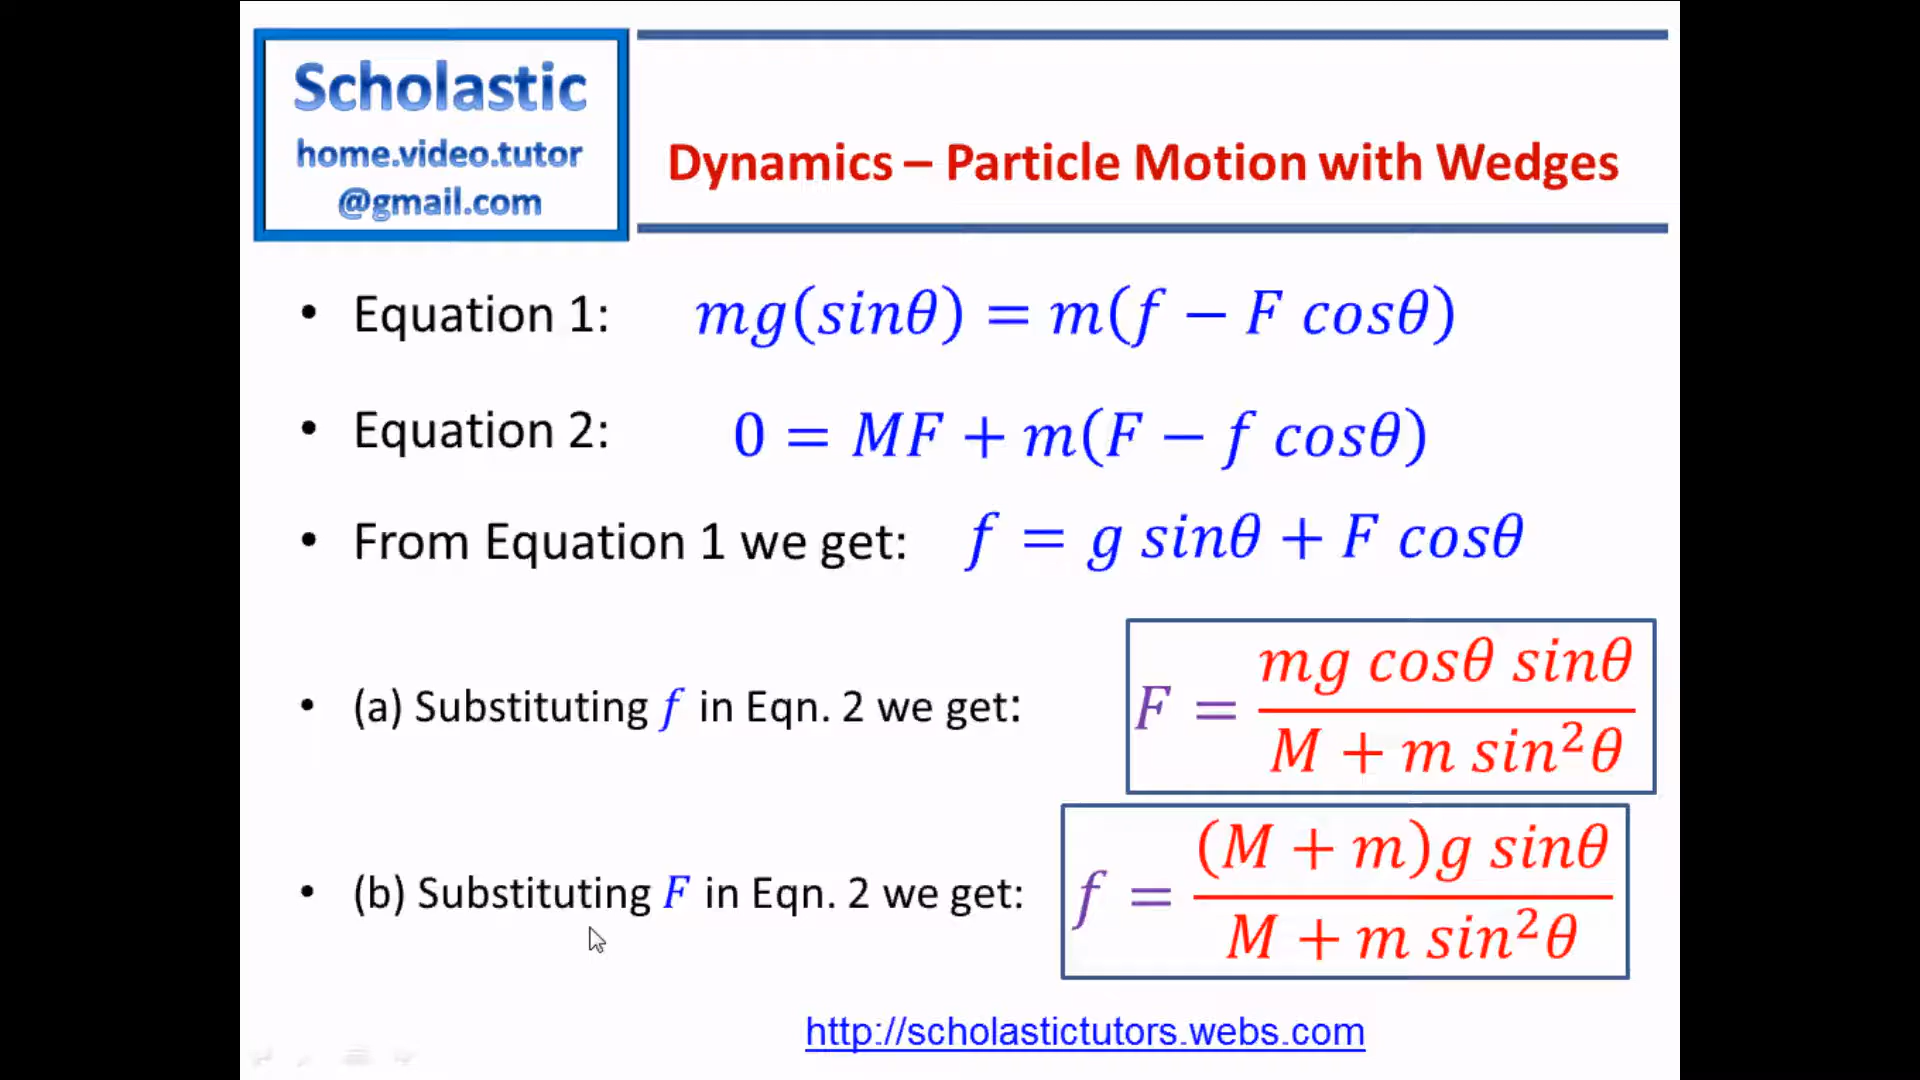 Scholastic
home.video.tutor
@gmail.com
Dynamics – Particle Motion with Wedges
• Equation 1: mg(sinθ) = m(f − F cosθ)
• Equation 2: 0 = MF + m(F − f cosθ)
• From Equation 1 we get: f = g sinθ + F cosθ
• (a) Substituting f in Eqn. 2 we get: F = mg cosθ sinθ / M + m sin²θ
• (b) Substituting F in Eqn. 2 we get: f = (M + m)g sinθ / M + m sin²θ
http://scholastictutors.webs.com